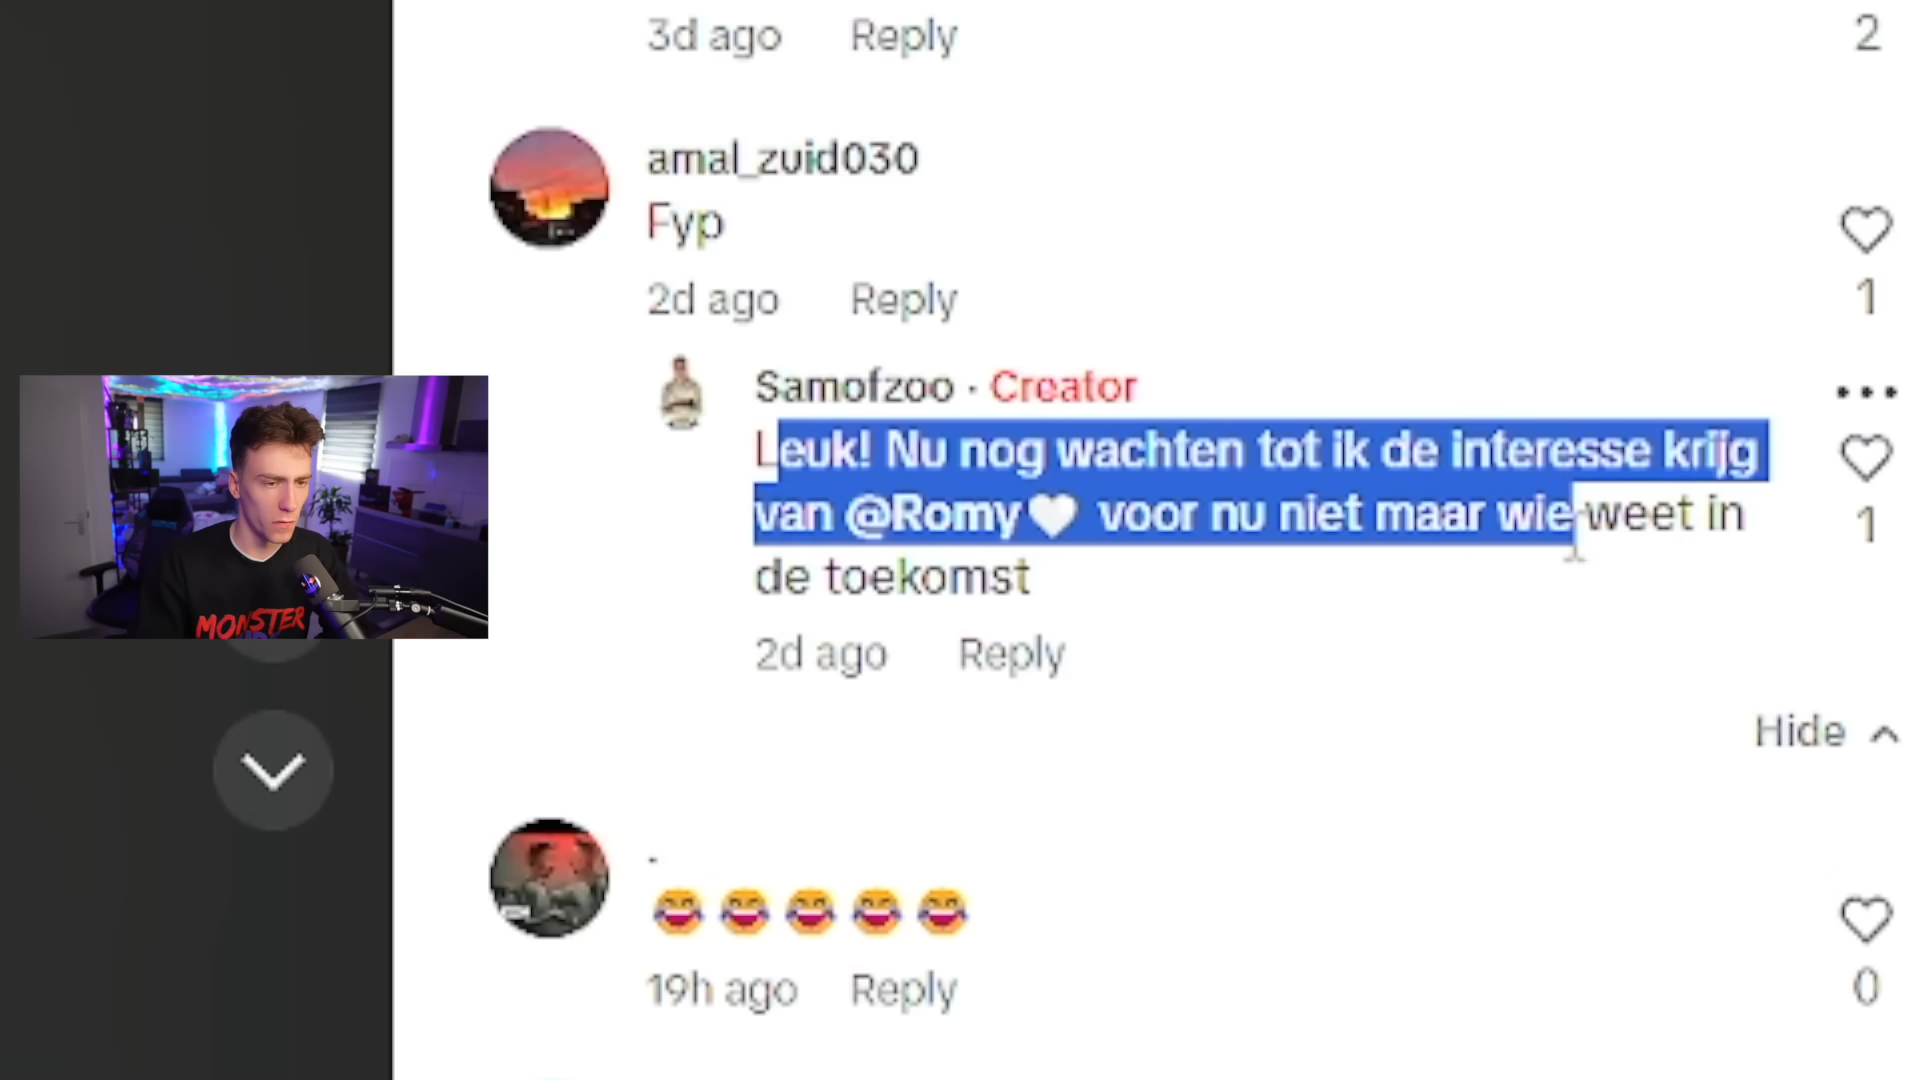 3d ago Reply 2
amal_zuid030
Fyp
2d ago Reply 1
Samofzoo · Creator
Leuk! Nu nog wachten tot ik de interesse krijg
van @Romy🤍 voor nu niet maar wie weet in
de toekomst
1
2d ago Reply
Hide
.
😂😂😂😂😂
19h ago Reply 0
MONSTER